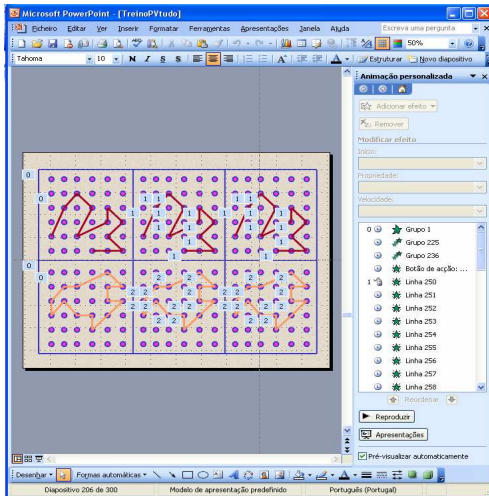 Microsoft PowerPoint - [TreinoPVtudo]
Ficheiro Editar Ver Inserir Formatar Ferramentas Apresentações Janela Ajuda Escreva uma pergunta
50%
Tahoma 10 N I S S A A A Estruturar Novo diapositivo
Animação personalizada
Adicionar efeito
Remover
Modificar efeito
Início:
Propriedade:
Velocidade:
0 Grupo 1
Grupo 225
Grupo 236
Botão de acção: ...
1 Linha 250
Linha 251
Linha 252
Linha 253
Linha 254
Linha 255
Linha 256
Linha 257
Linha 258
Reordenar
Reproduzir
Apresentações
Pré-visualizar automaticamente
Desenhar Formas automáticas
Diapositivo 206 de 300 Modelo de apresentação predefinido Português (Portugal)